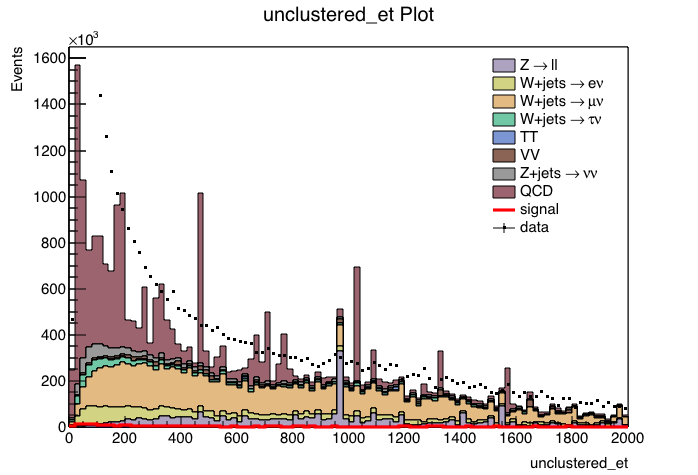 unclustered_et Plot
×10³
Events
1600
1400
1200
1000
800
600
400
200
0
Z → ll
W+jets → eν
W+jets → μν
W+jets → τν
TT
VV
Z+jets → νν
QCD
signal
data
0 200 400 600 800 1000 1200 1400 1600 1800 2000
unclustered_et